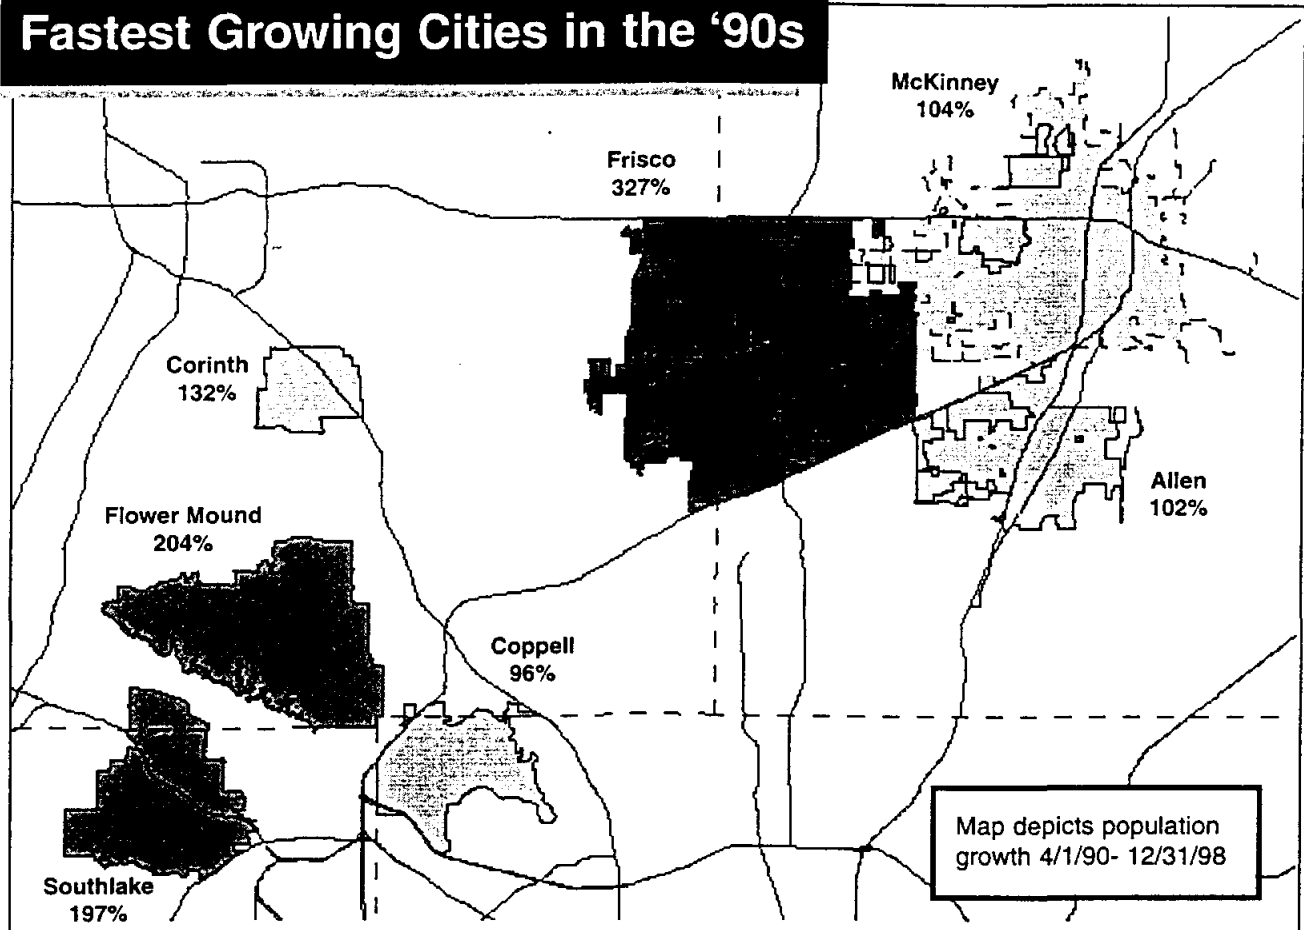 Fastest Growing Cities in the ‘90s
McKinney
104%
Frisco
327%
Corinth
132%
Allen
102%
Flower Mound
204%
Coppell
96%
Map depicts population
growth 4/1/90- 12/31/98
Southlake
197%